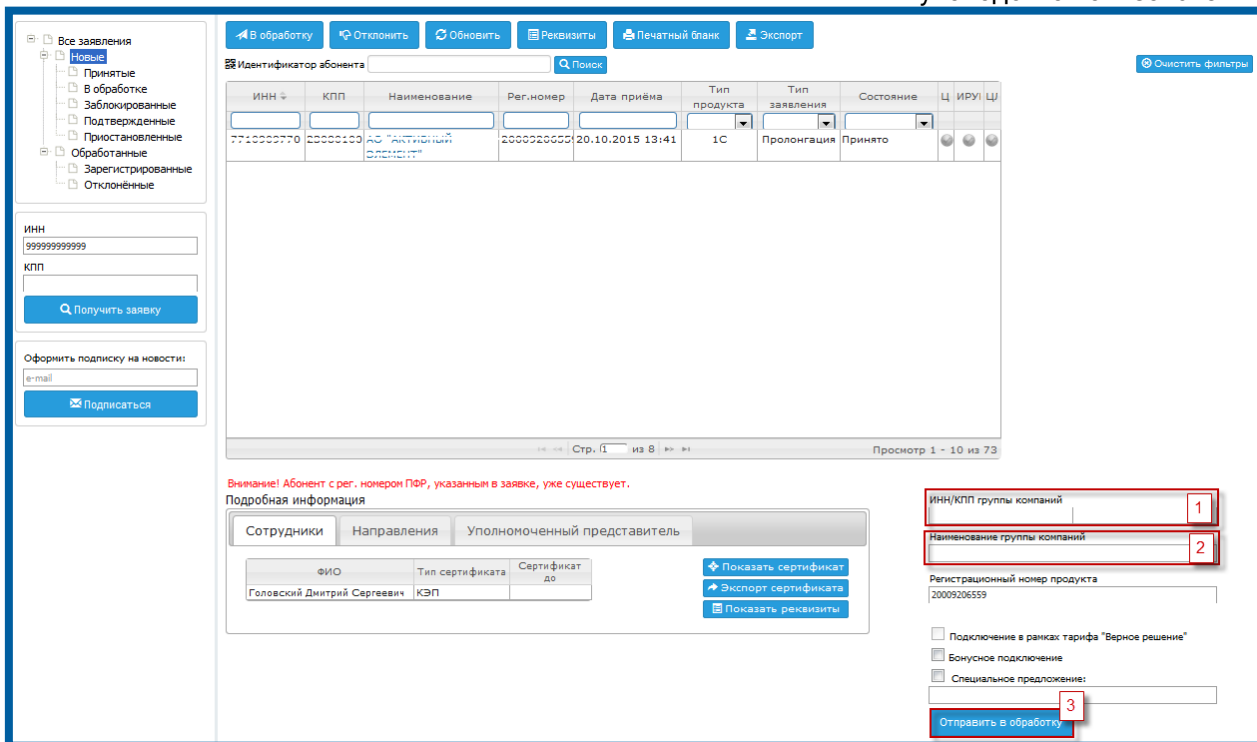 Все заявления
Новые
Принятые
В обработке
Заблокированные
Подтвержденные
Приостановленные
Обработанные
Зарегистрированные
Отклонённые
ИНН
999999999999
КПП
Получить заявку
Оформить подписку на новости:
e-mail
Подписаться
В обработку Отклонить Обновить Реквизиты Печатный бланк Экспорт
Идентификатор абонента Поиск Очистить фильтры
ИНН КПП Наименование Рег.номер Дата приёма Тип продукта Тип заявления Состояние Ц ИРУ
20.10.2015 13:41 1С Пролонгация Принято
Стр. 1 из 8 Просмотр 1 - 10 из 73
Внимание! Абонент с рег. номером ПФР, указанным в заявке, уже существует.
Подробная информация
Сотрудники Направления Уполномоченный представитель
ФИО Тип сертификата Сертификат до
Головский Дмитрий Сергеевич КЭП
Показать сертификат
Экспорт сертификата
Показать реквизиты
ИНН/КПП группы компаний 1
Наименование группы компаний 2
Регистрационный номер продукта
20009206559
Подключение в рамках тарифа "Верное решение"
Бонусное подключение
Специальное предложение:
3
Отправить в обработку